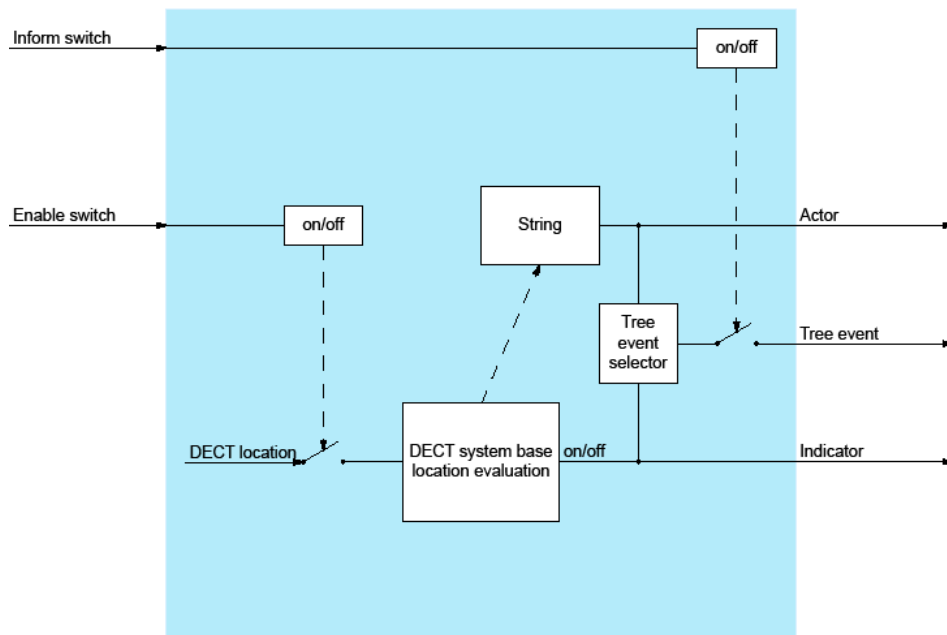 Inform switch
on/off
Enable switch
on/off
String
Actor
Tree
event
selector
Tree event
DECT location
DECT system base
location evaluation
on/off
Indicator